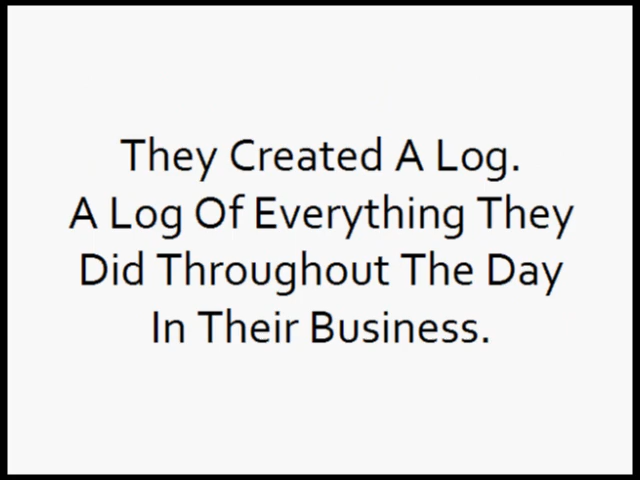 They Created A Log.
A Log Of Everything They
Did Throughout The Day
In Their Business.